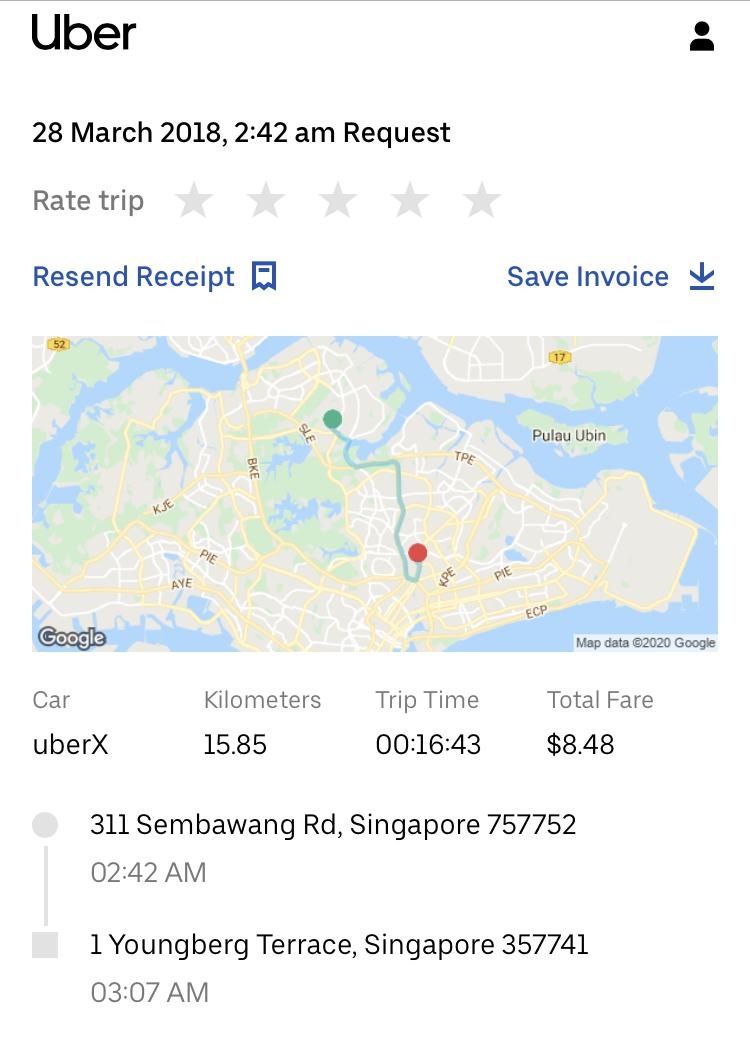 Uber
28 March 2018, 2:42 am Request
Rate trip
Resend Receipt
Save Invoice
52
17
SLE
Pulau Ubin
TPE
BKE
KJE
PIE
AYE
KPE
PIE
ECP
Google
Map data ©2020 Google
Car Kilometers Trip Time Total Fare
uberX 15.85 00:16:43 $8.48
311 Sembawang Rd, Singapore 757752
02:42 AM
1 Youngberg Terrace, Singapore 357741
03:07 AM